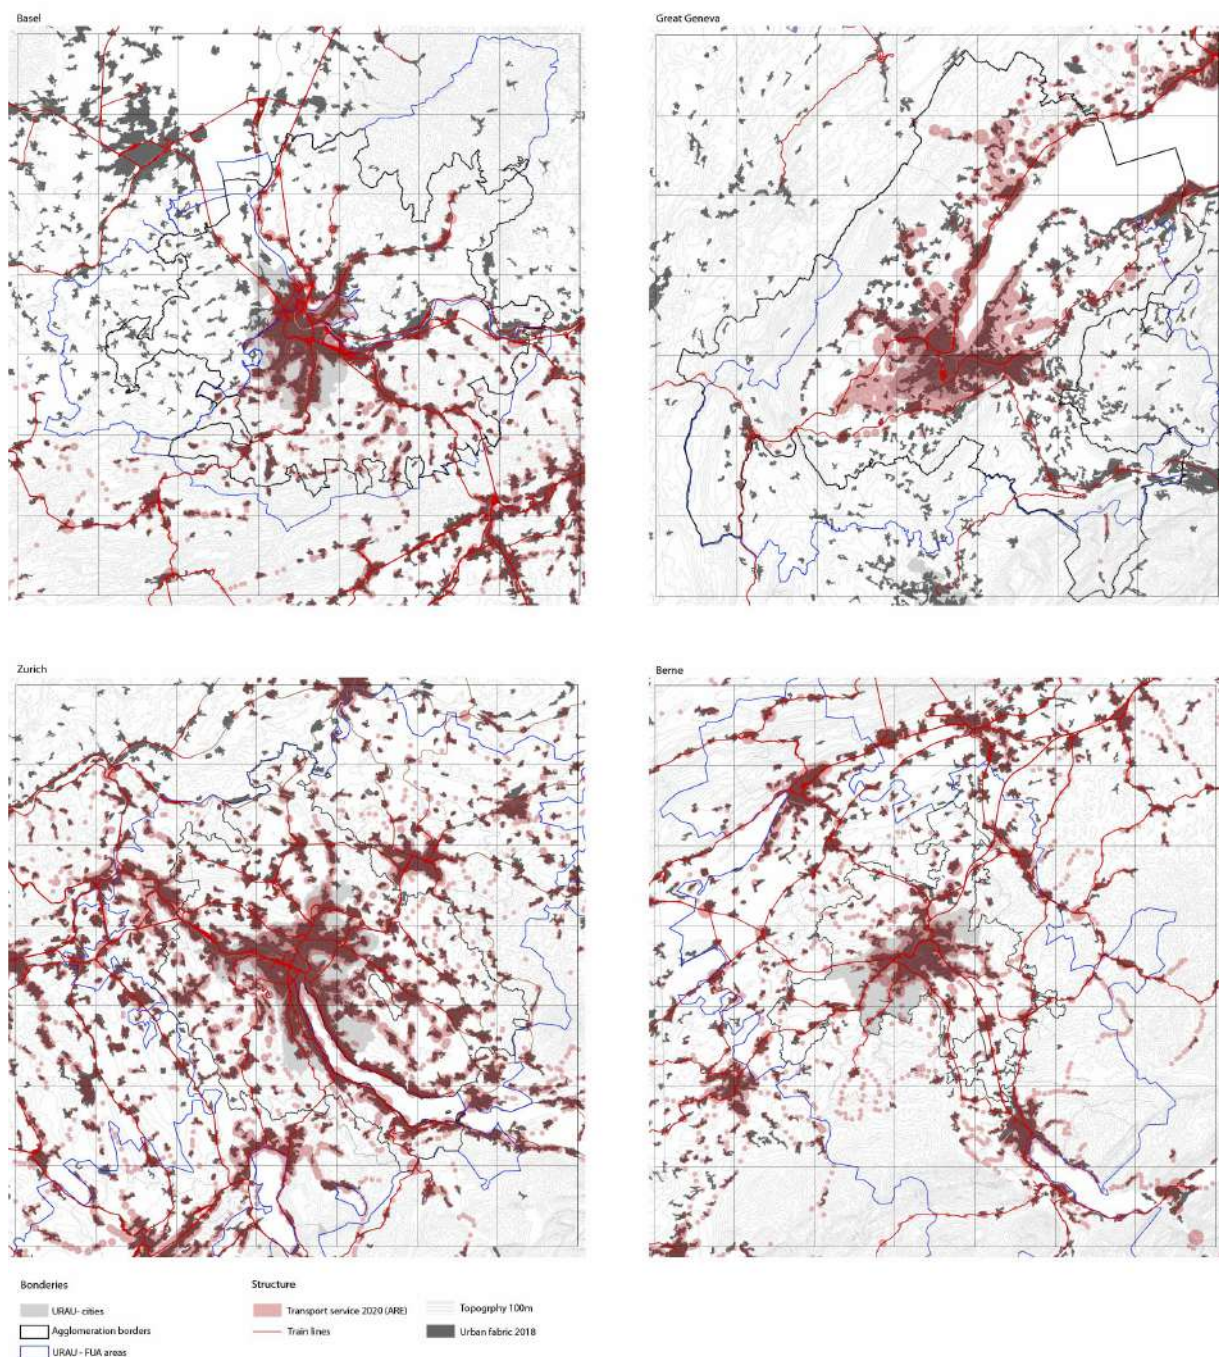 Basel
Great Geneva
Zurich
Berne
Bonderies
URAU- cities
Agglomeration borders
URAU - FUA areas
Structure
Transport service 2020 (ARE)
Train lines
Topogrphy 100m
Urban fabric 2018